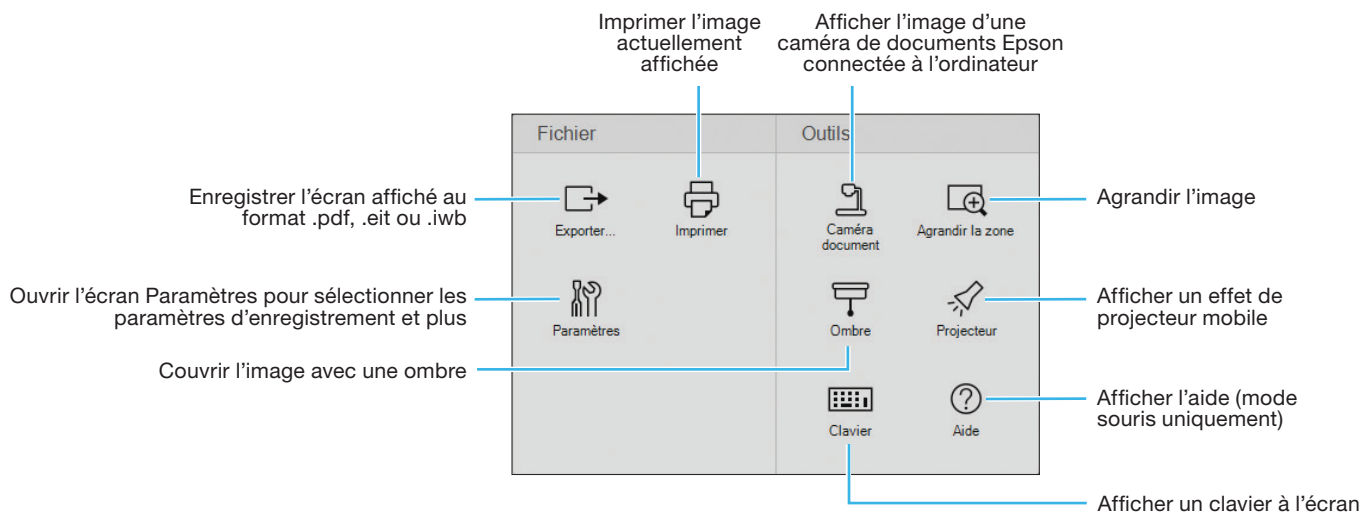 Imprimer l’image
actuellement
affichée
Afficher l’image d’une
caméra de documents Epson
connectée à l’ordinateur
Fichier
Outils
Enregistrer l’écran affiché au
format .pdf, .eit ou .iwb
Exporter...
Imprimer
Caméra
document
Agrandir la zone
Agrandir l’image
Ouvrir l’écran Paramètres pour sélectionner les
paramètres d’enregistrement et plus
Paramètres
Ombre
Projecteur
Afficher un effet de
projecteur mobile
Couvrir l’image avec une ombre
Clavier
Aide
Afficher l’aide (mode
souris uniquement)
Afficher un clavier à l’écran